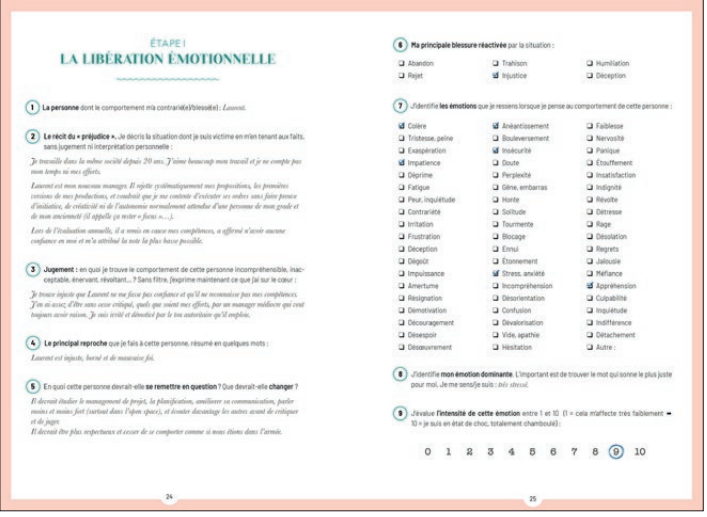 ÉTAPE I
LA LIBÉRATION ÉMOTIONNELLE
1 La personne dont le comportement m'a contrarié(e)/blessé(e) : Laurent.
2 Le récit du « préjudice ». Je décris la situation dont je suis victime en m'en tenant aux faits,
sans jugement ni interprétation personnelle :
Je travaille dans la même société depuis 20 ans. J'aime beaucoup mon travail et je ne compte pas
mon temps ni mes efforts.
Laurent est mon nouveau manager. Il rejette systématiquement mes propositions, les premières
versions de mes productions, et voudrait que je me contente d'exécuter ses ordres sans faire preuve
d'initiative, de créativité ni de l'autonomie normalement attendue d'une personne de mon grade et
de mon ancienneté (il appelle ça rester « focus »…).
Lors de l'évaluation annuelle, il a remis en cause mes compétences, a affirmé n'avoir aucune
confiance en moi et m'a attribué la note la plus basse possible.
3 Jugement : en quoi je trouve le comportement de cette personne incompréhensible, inac-
ceptable, énervant, révoltant… ? Sans filtre, j'exprime maintenant ce que j'ai sur le cœur :
Je trouve injuste que Laurent ne me fasse pas confiance et qu'il ne reconnaisse pas mes compétences.
J'en ai assez d'être sans cesse critiqué, quels que soient mes efforts, par un manager médiocre qui veut
toujours avoir raison. Je suis irrité et démotivé par le ton autoritaire qu'il emploie.
4 Le principal reproche que je fais à cette personne, résumé en quelques mots :
Laurent est injuste, borné et de mauvaise foi.
5 En quoi cette personne devrait-elle se remettre en question ? Que devrait-elle changer ?
Il devrait étudier le management de projet, la planification, améliorer sa communication, parler
moins et moins fort (surtout dans l'open space), et écouter davantage les autres avant de critiquer
et de juger.
Il devrait être plus respectueux et cesser de se comporter comme si nous étions dans l'armée.
24
6 Ma principale blessure réactivée par la situation :
Abandon Trahison Humiliation
Rejet Injustice Déception
7 J'identifie les émotions que je ressens lorsque je pense au comportement de cette personne :
Colère Anéantissement Faiblesse
Tristesse, peine Bouleversement Nervosité
Exaspération Insécurité Panique
Impatience Doute Étouffement
Déprime Perplexité Insatisfaction
Fatigue Gêne, embarras Indignité
Peur, inquiétude Honte Révolte
Contrariété Solitude Détresse
Irritation Tourmente Rage
Frustration Blocage Désolation
Déception Ennui Regrets
Dégoût Étonnement Jalousie
Impuissance Stress, anxiété Méfiance
Amertume Incompréhension Appréhension
Résignation Désorientation Culpabilité
Démotivation Confusion Inquiétude
Découragement Dévalorisation Indifférence
Désespoir Vide, apathie Détachement
Désœuvrement Hésitation Autre :
8 J'identifie mon émotion dominante. L'important est de trouver le mot qui sonne le plus juste
pour moi. Je me sens/je suis : très stressé.
9 J'évalue l'intensité de cette émotion entre 1 et 10 (1 = cela m'affecte très faiblement ➡
10 = je suis en état de choc, totalement chamboulé) :
0 1 2 3 4 5 6 7 8 9 10
25